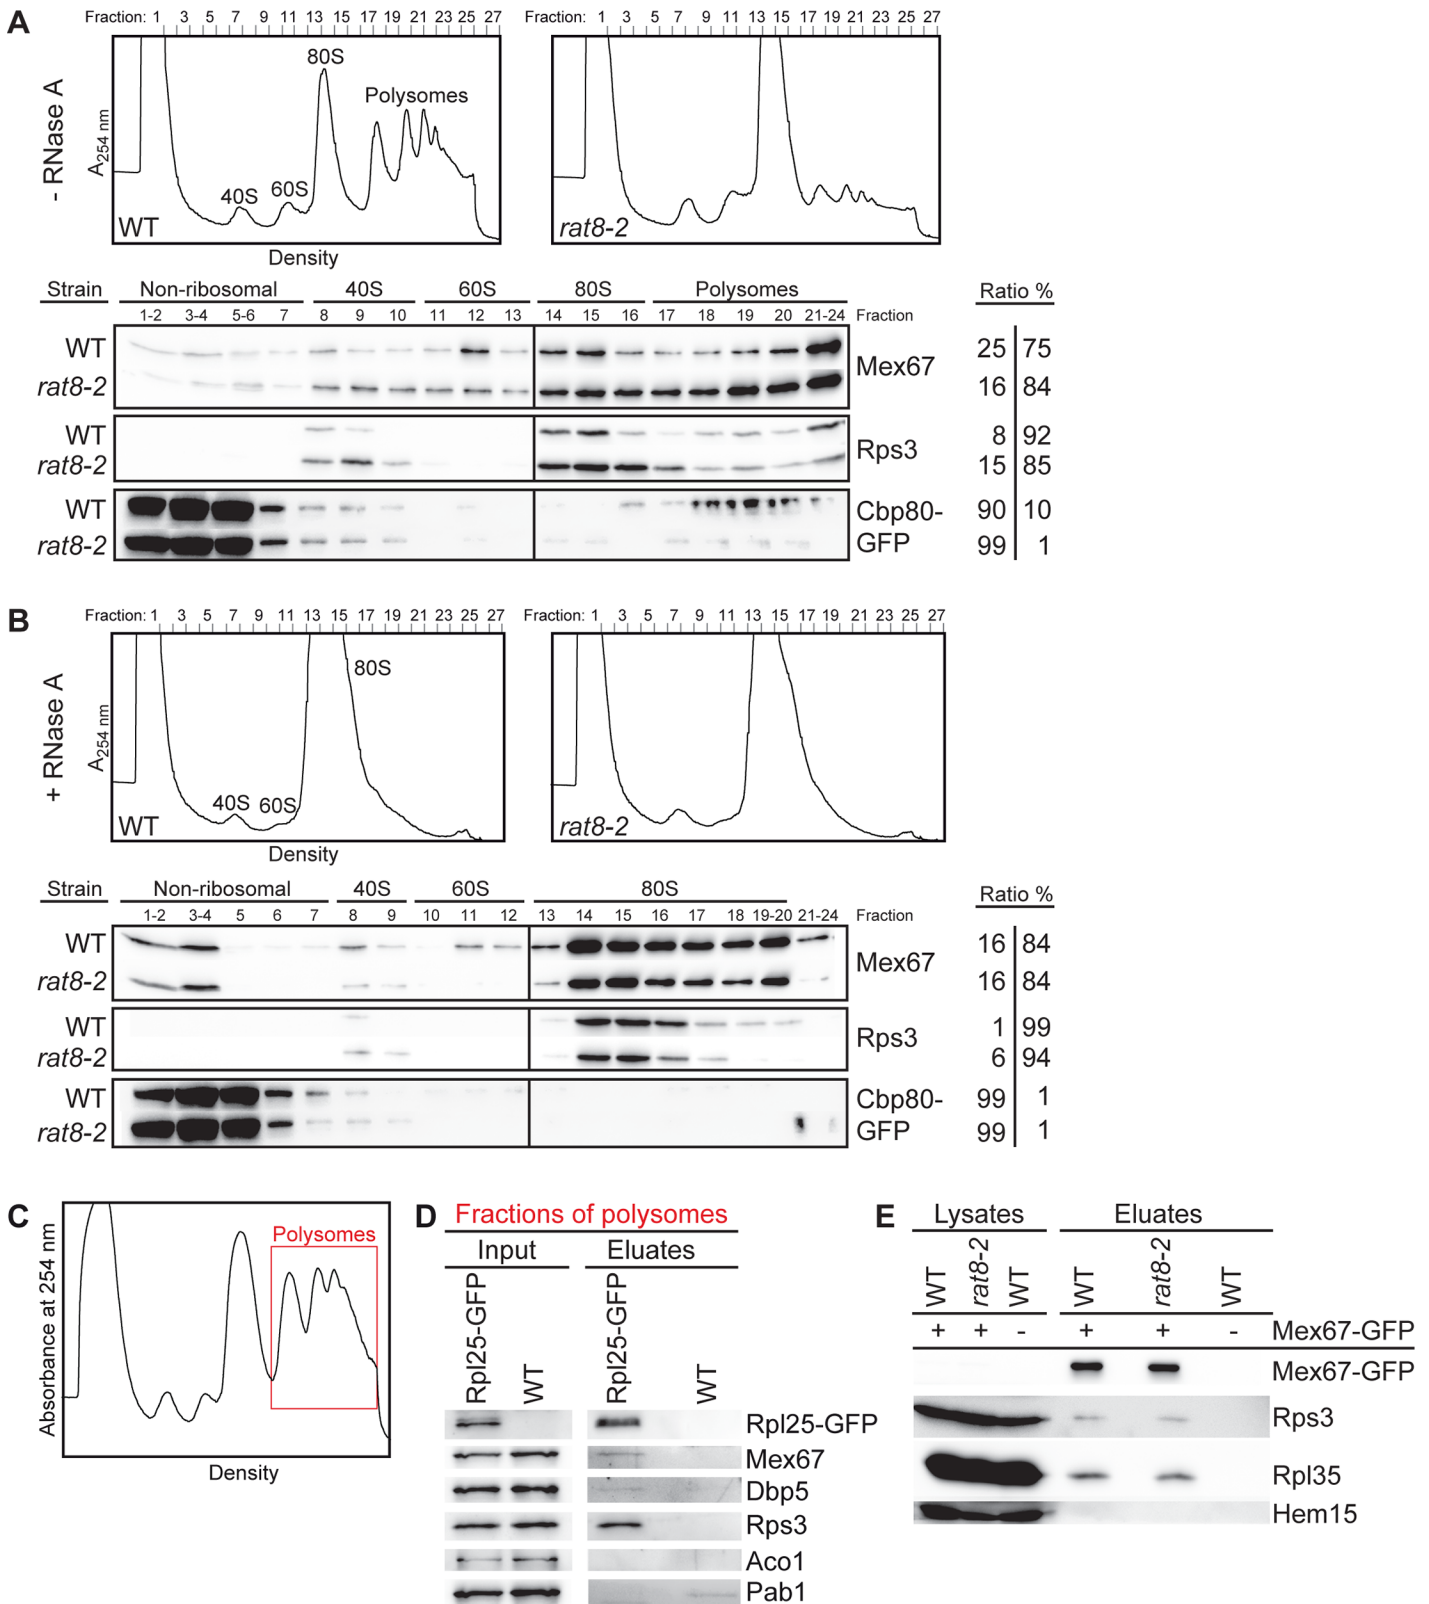 A
Fraction: 1 3 5 7 9 11 13 15 17 19 21 23 25 27
Fraction: 1 3 5 7 9 11 13 15 17 19 21 23 25 27
- RNase A
A254 nm
80S
Polysomes
40S
60S
WT
rat8-2
Density
Strain
Non-ribosomal
40S
60S
80S
Polysomes
Ratio %
1-2 3-4 5-6 7 8 9 10 11 12 13 14 15 16 17 18 19 20 21-24 Fraction
WT
25 75
Mex67
rat8-2
16 84
WT
8 92
Rps3
rat8-2
15 85
WT
Cbp80-
90 10
rat8-2
GFP
99 1
B
Fraction: 1 3 5 7 9 11 13 15 17 19 21 23 25 27
Fraction: 1 3 5 7 9 11 13 15 17 19 21 23 25 27
+ RNase A
A254 nm
80S
40S
60S
WT
rat8-2
Density
Strain
Non-ribosomal
40S
60S
80S
Ratio %
1-2 3-4 5 6 7 8 9 10 11 12 13 14 15 16 17 18 19-20 21-24 Fraction
WT
16 84
Mex67
rat8-2
16 84
WT
1 99
Rps3
rat8-2
6 94
WT
Cbp80-
99 1
rat8-2
GFP
99 1
C
Absorbance at 254 nm
Polysomes
Density
D
Fractions of polysomes
Input
Eluates
Rpl25-GFP
WT
Rpl25-GFP
WT
Rpl25-GFP
Mex67
Dbp5
Rps3
Aco1
Pab1
E
Lysates
Eluates
WT
rat8-2
WT
WT
rat8-2
WT
+ + - + + - Mex67-GFP
Mex67-GFP
Rps3
Rpl35
Hem15